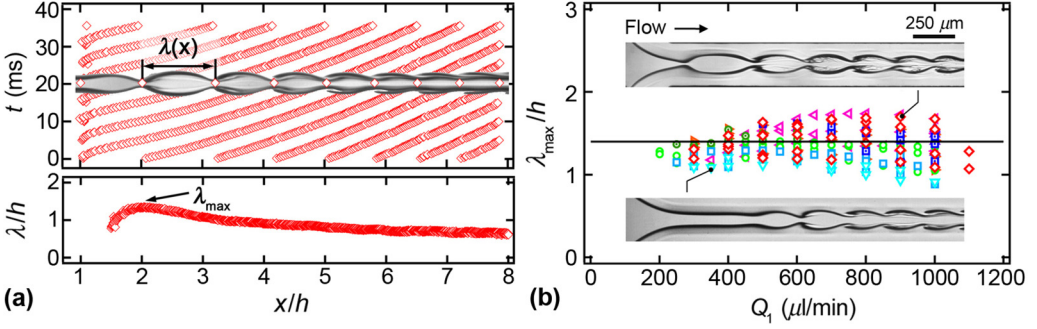 40
30
20
10
0
t (ms)
λ(x)
2
1
0
λ/h
λmax
1 2 3 4 5 6 7 8
x/h
(a)
3
2
1
0
λmax/h
Flow
250 μm
0 200 400 600 800 1000 1200
Q1 (μl/min)
(b)